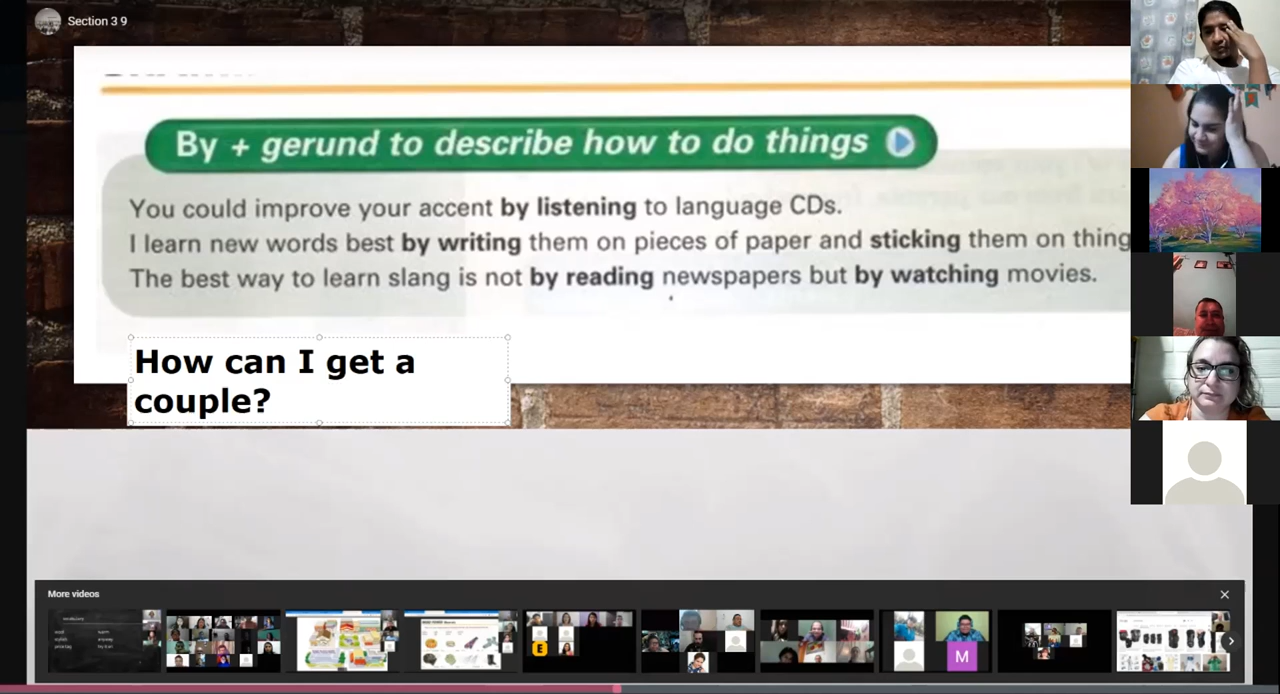 Section 3 9
By + gerund to describe how to do things
You could improve your accent by listening to language CDs.
I learn new words best by writing them on pieces of paper and sticking them on thing
The best way to learn slang is not by reading newspapers but by watching movies.
How can I get a
couple?
More videos
E
M